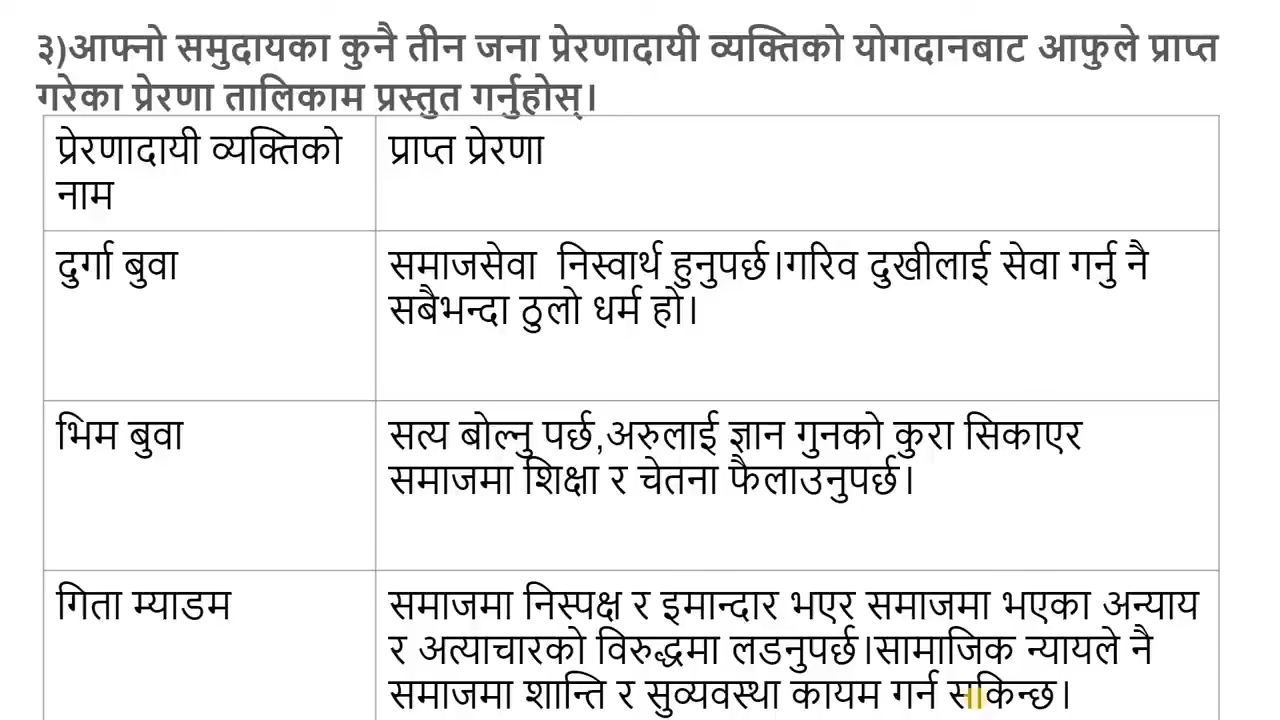 ३)आफ्नो समुदायका कुनै तीन जना प्रेरणादायी व्यक्तिको योगदानबाट आफुले प्राप्त
गरेका प्रेरणा तालिकाम प्रस्तुत गर्नुहोस्।
प्रेरणादायी व्यक्तिको
नाम
प्राप्त प्रेरणा
दुर्गा बुवा
समाजसेवा निस्वार्थ हुनुपर्छ।गरिव दुखीलाई सेवा गर्नु नै
सबैभन्दा ठुलो धर्म हो।
भिम बुवा
सत्य बोल्नु पर्छ,अरुलाई ज्ञान गुनको कुरा सिकाएर
समाजमा शिक्षा र चेतना फैलाउनुपर्छ।
गिता म्याडम
समाजमा निस्पक्ष र इमान्दार भएर समाजमा भएका अन्याय
र अत्याचारको विरुद्धमा लडनुपर्छ।सामाजिक न्यायले नै
समाजमा शान्ति र सुव्यवस्था कायम गर्न सकिन्छ।